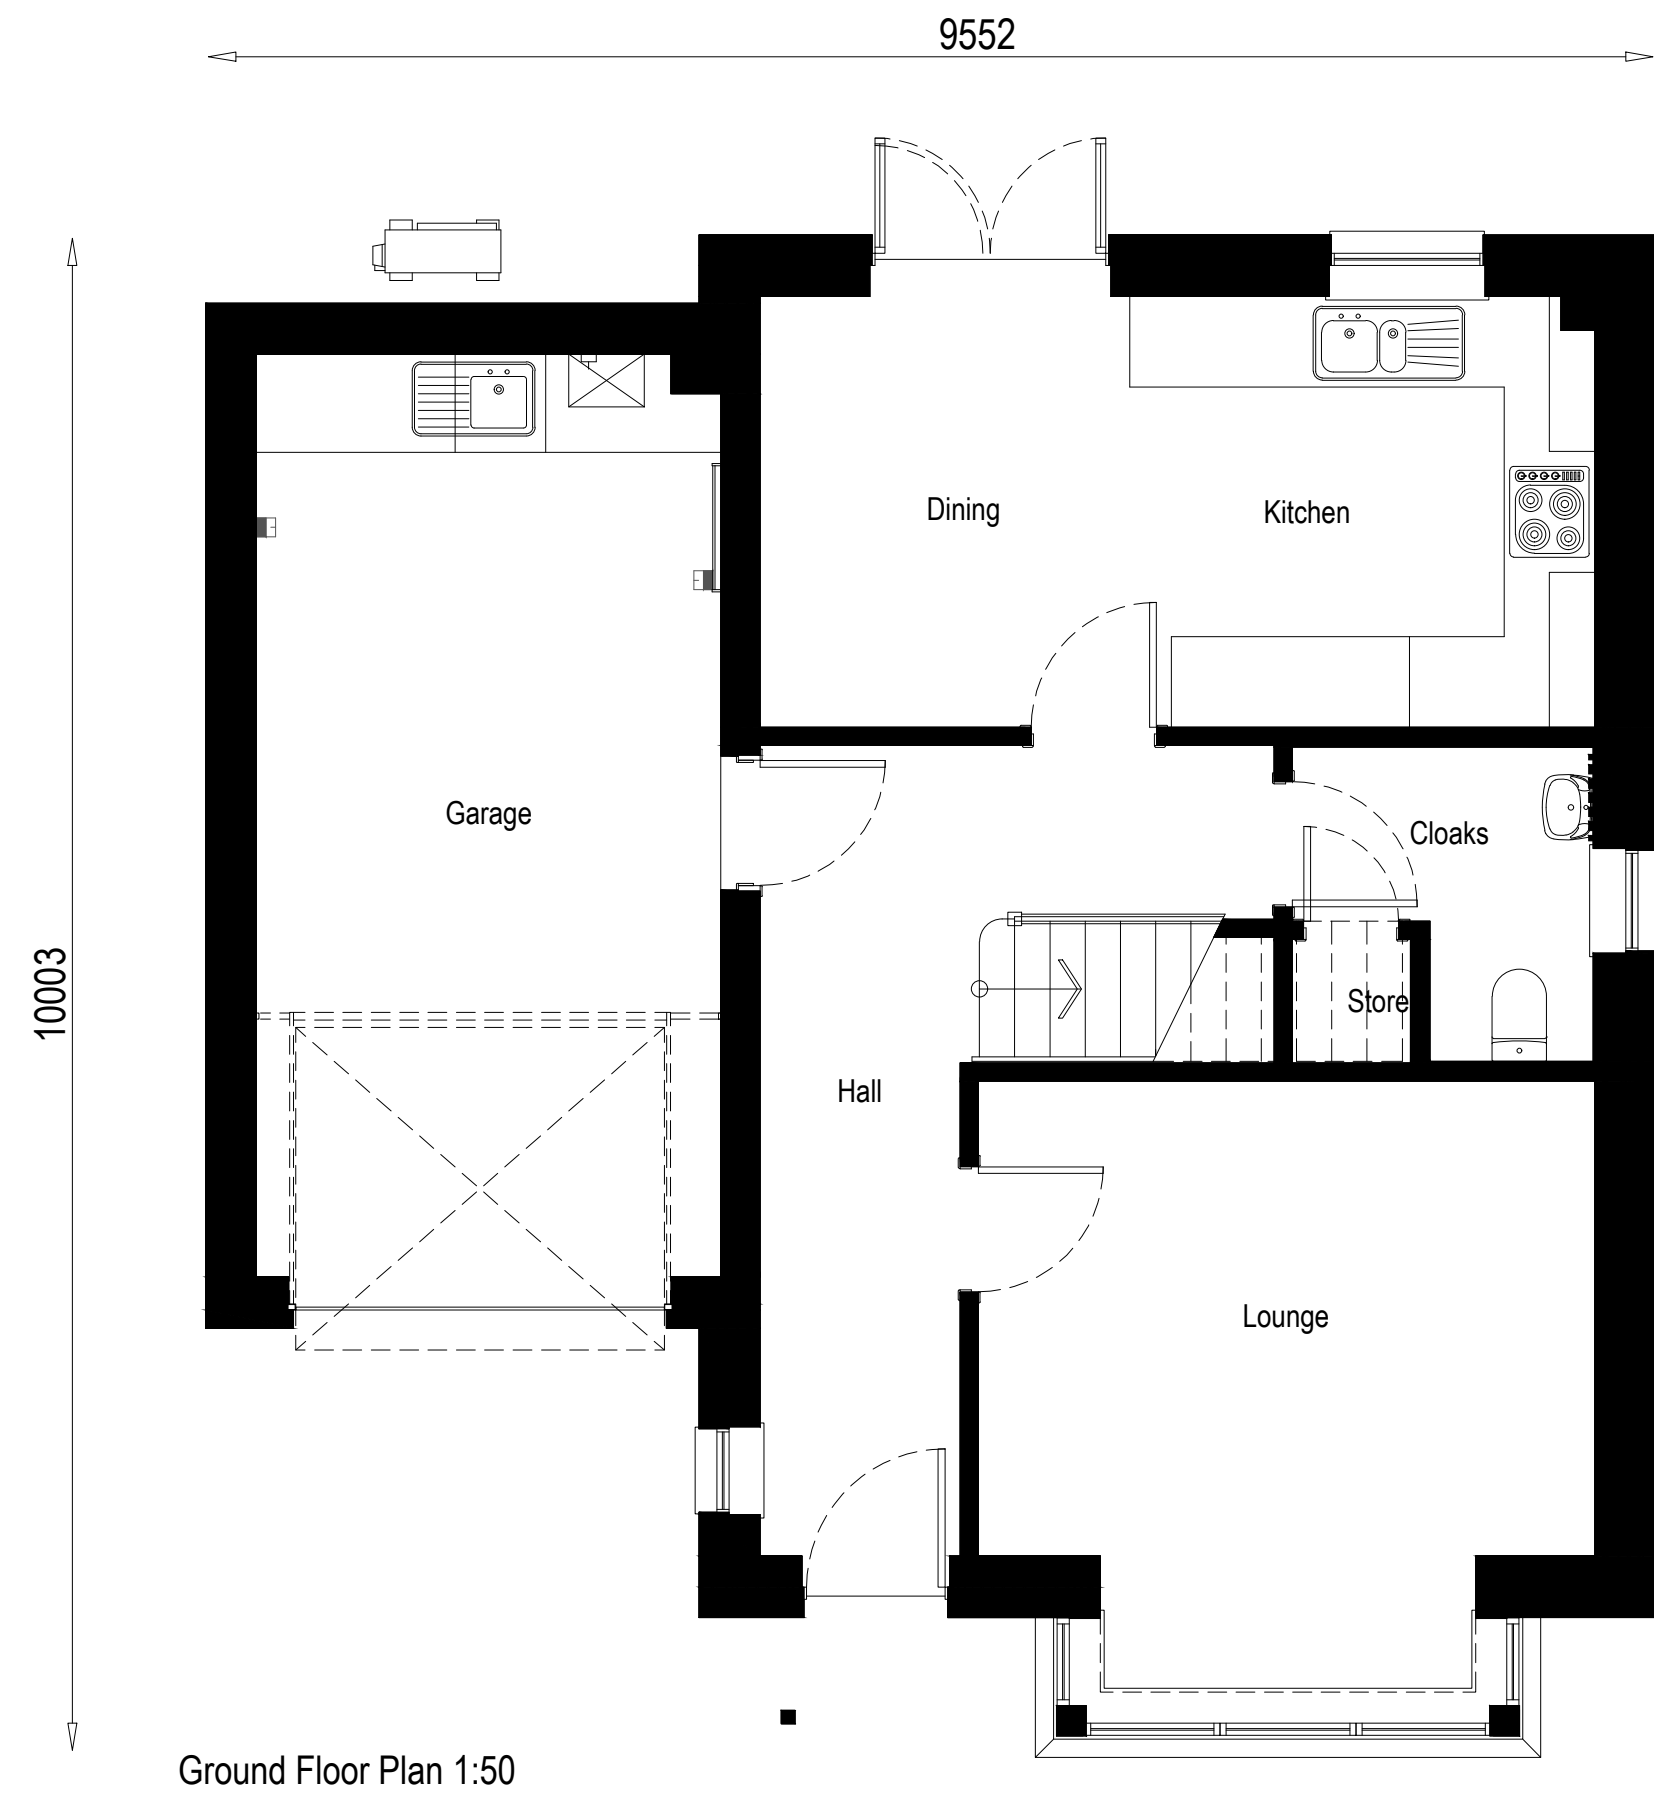 9552
Dining
Kitchen
Garage
Cloaks
10003
Store
Hall
Lounge
Ground Floor Plan 1:50